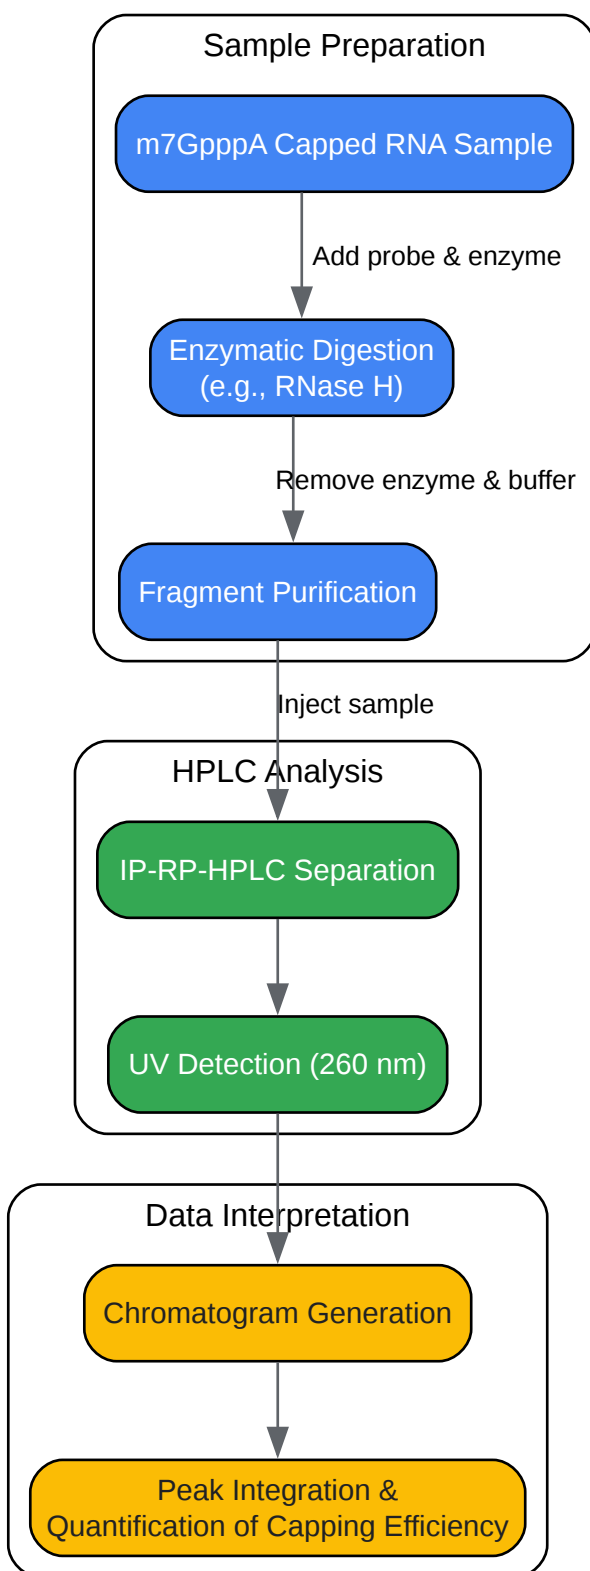 Sample Preparation
m7GpppA Capped RNA Sample
Add probe & enzyme
Enzymatic Digestion
(e.g., RNase H)
Remove enzyme & buffer
Fragment Purification
Inject sample
HPLC Analysis
IP-RP-HPLC Separation
UV Detection (260 nm)
Data Interpretation
Chromatogram Generation
Peak Integration &
Quantification of Capping Efficiency